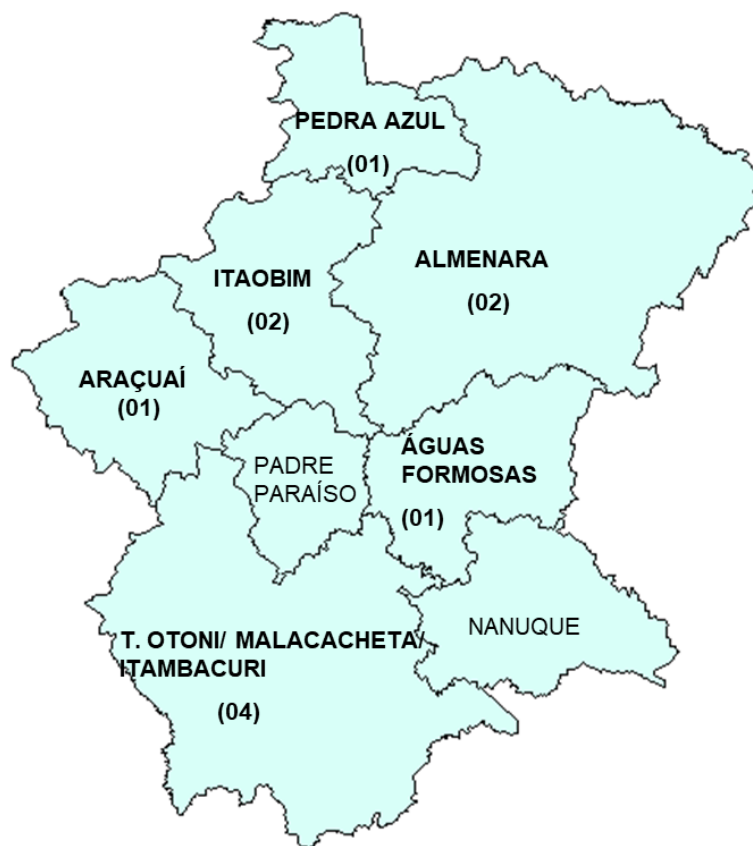 PEDRA AZUL
(01)
ITAOBIM
(02)
ALMENARA
(02)
ARAÇUAÍ
(01)
PADRE
PARAÍSO
ÁGUAS
FORMOSAS
(01)
T. OTONI/ MALACACHETA/
ITAMBACURI
(04)
NANUQUE